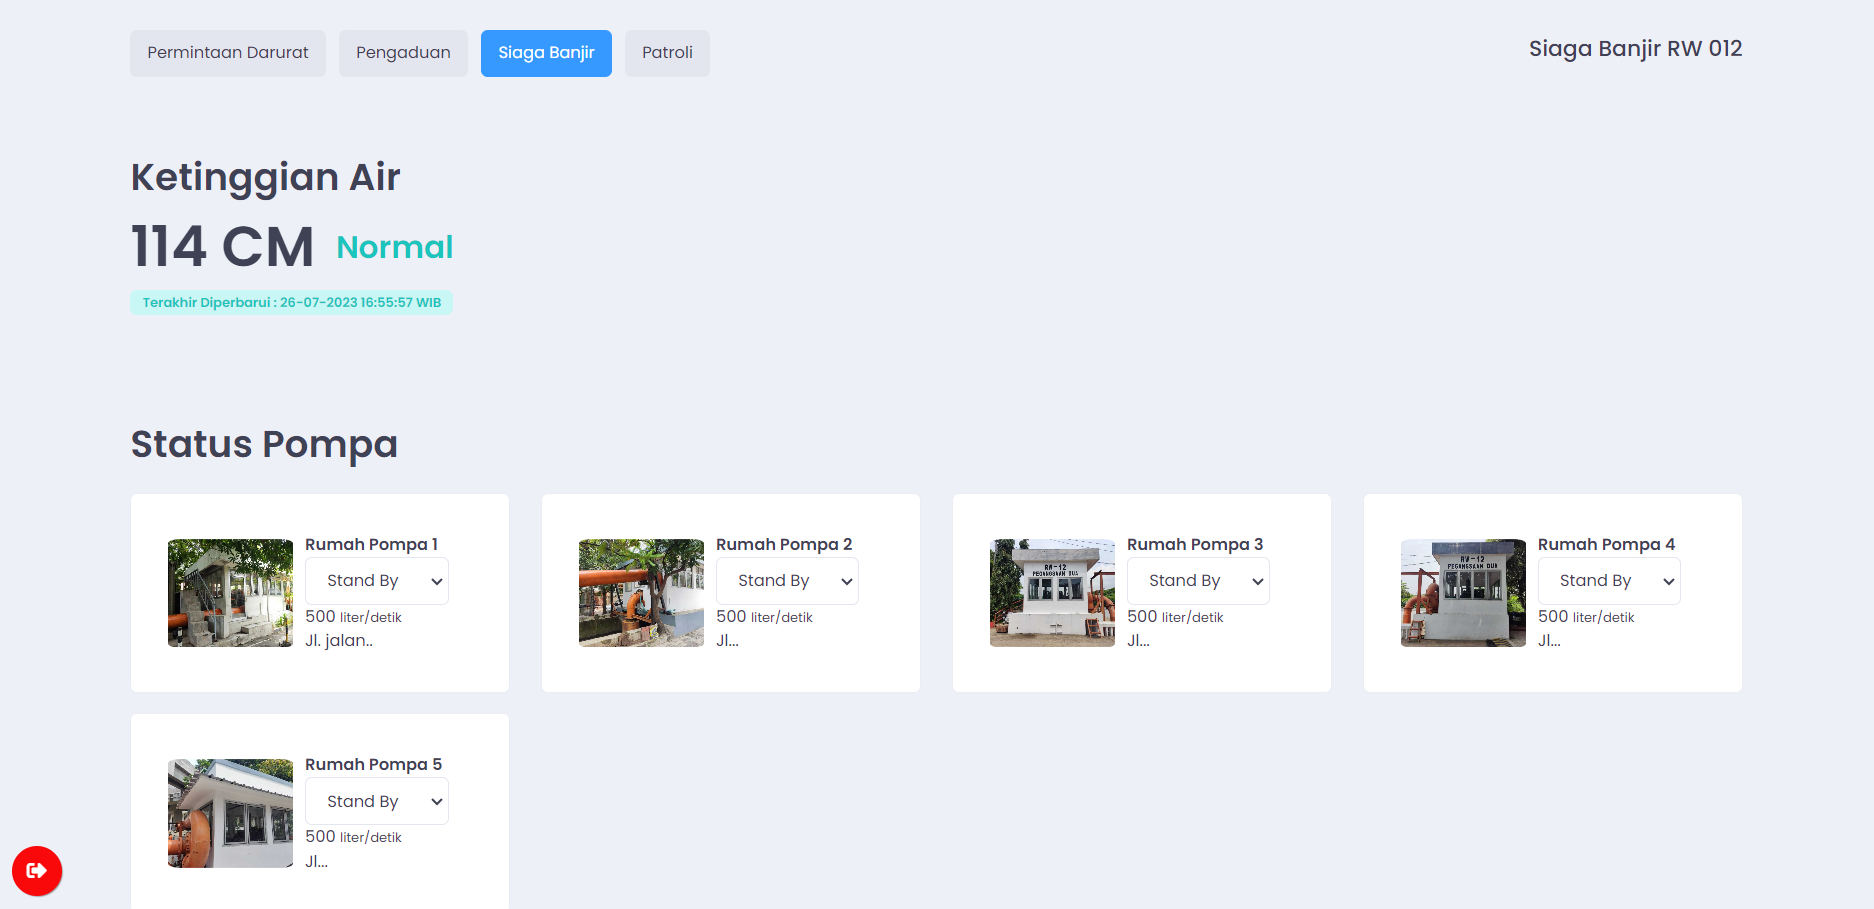 Permintaan Darurat
Pengaduan
Siaga Banjir
Patroli
Siaga Banjir RW 012
Ketinggian Air
114 CM Normal
Terakhir Diperbarui : 26-07-2023 16:55:57 WIB
Status Pompa
Rumah Pompa 1
Stand By
500 liter/detik
Jl. jalan..
Rumah Pompa 2
Stand By
500 liter/detik
Jl...
RW-12
Rumah Pompa 3
Stand By
500 liter/detik
Jl...
RW-12
PEGANGSAAN DUA
Rumah Pompa 4
Stand By
500 liter/detik
Jl...
Rumah Pompa 5
Stand By
500 liter/detik
Jl...